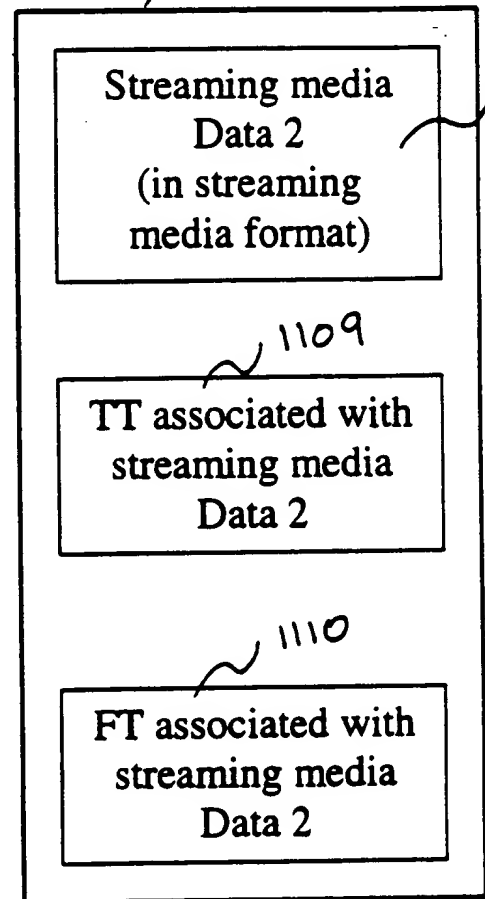 Streaming media
Data 2
(in streaming
media format)
1109
TT associated with
streaming media
Data 2
1110
FT associated with
streaming media
Data 2